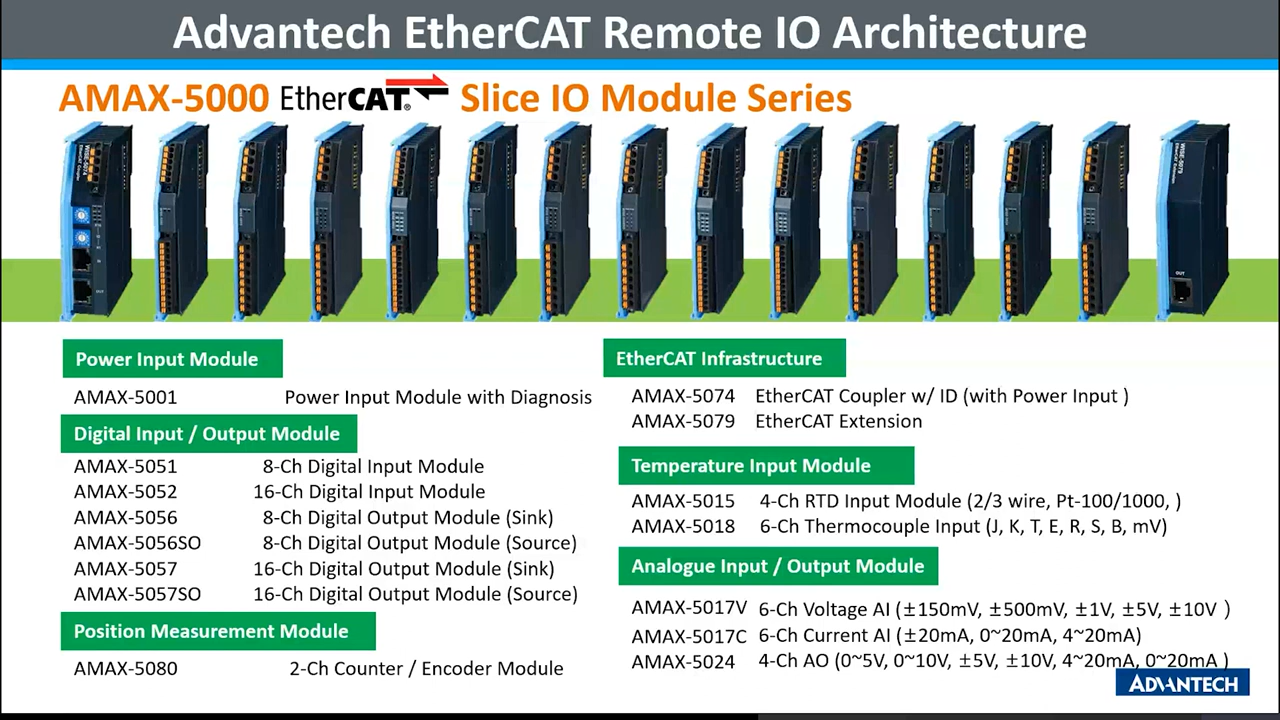 Advantech EtherCAT Remote IO Architecture
AMAX-5000 EtherCAT® Slice IO Module Series
WISE-5074
EtherCAT Coupler
OUT
WISE-5079
OUT
Power Input Module
AMAX-5001 Power Input Module with Diagnosis
Digital Input / Output Module
AMAX-5051 8-Ch Digital Input Module
AMAX-5052 16-Ch Digital Input Module
AMAX-5056 8-Ch Digital Output Module (Sink)
AMAX-5056SO 8-Ch Digital Output Module (Source)
AMAX-5057 16-Ch Digital Output Module (Sink)
AMAX-5057SO 16-Ch Digital Output Module (Source)
Position Measurement Module
AMAX-5080 2-Ch Counter / Encoder Module
EtherCAT Infrastructure
AMAX-5074 EtherCAT Coupler w/ ID (with Power Input )
AMAX-5079 EtherCAT Extension
Temperature Input Module
AMAX-5015 4-Ch RTD Input Module (2/3 wire, Pt-100/1000, )
AMAX-5018 6-Ch Thermocouple Input (J, K, T, E, R, S, B, mV)
Analogue Input / Output Module
AMAX-5017V 6-Ch Voltage AI (±150mV, ±500mV, ±1V, ±5V, ±10V )
AMAX-5017C 6-Ch Current AI (±20mA, 0~20mA, 4~20mA)
AMAX-5024 4-Ch AO (0~5V, 0~10V, ±5V, ±10V, 4~20mA, 0~20mA )
ADVANTECH